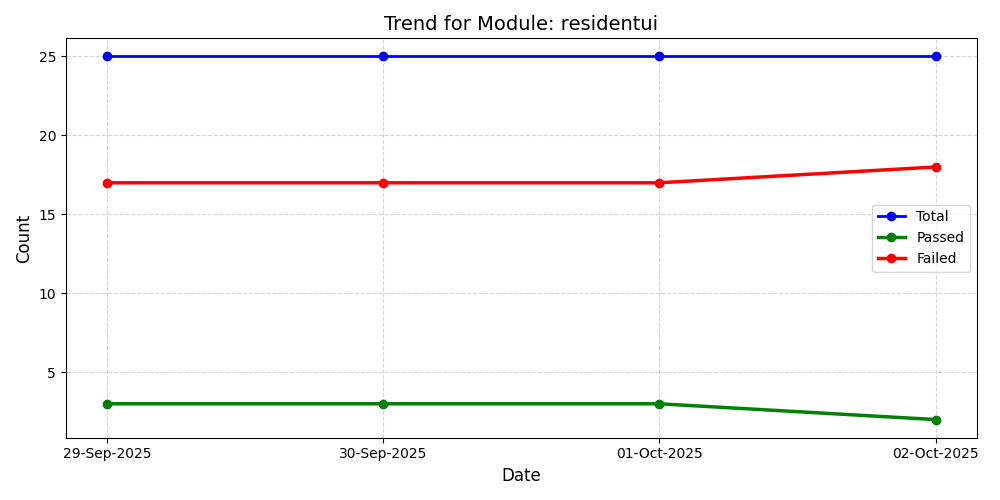 Trend for Module: residentui
Count
25
20
15
10
5
Total
Passed
Failed
29-Sep-2025
30-Sep-2025
01-Oct-2025
02-Oct-2025
Date